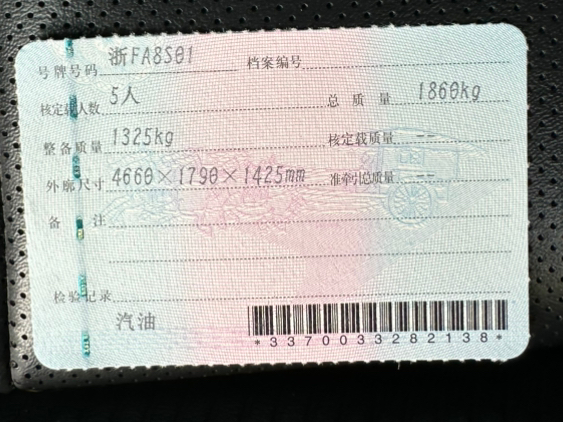 号牌号码 浙FA8S01 档案编号
核定载人数 5人 总质量 1860kg
整备质量 1325kg 核定载质量 --
外廓尺寸 4660×1790×1425mm 准牵引总质量 --
备注
检验记录
汽油
*3370033282138*